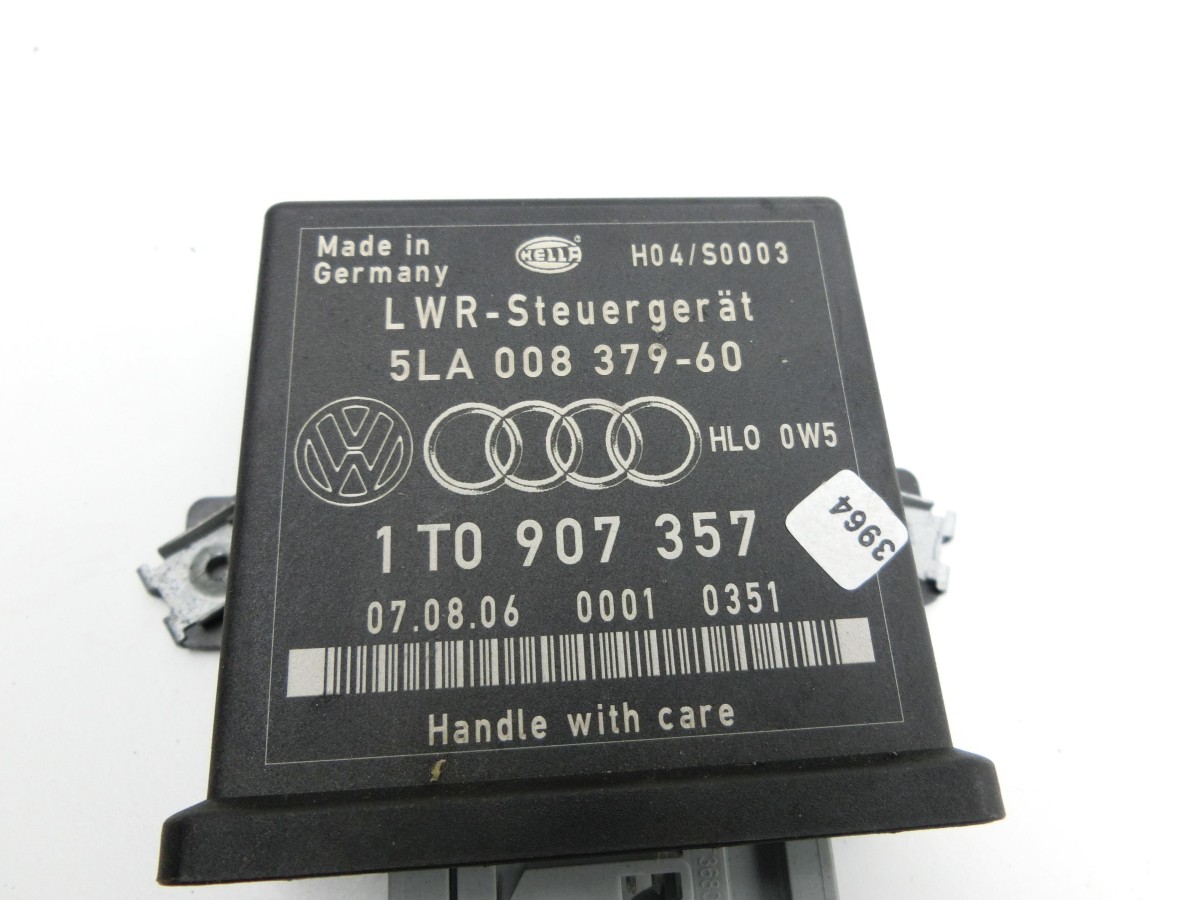 Made in
Germany
HELLA
H04/S0003
LWR-Steuergerät
5LA 008 379-60
HLO 0W5
1T0 907 357
3964
07.08.06 0001 0351
Handle with care